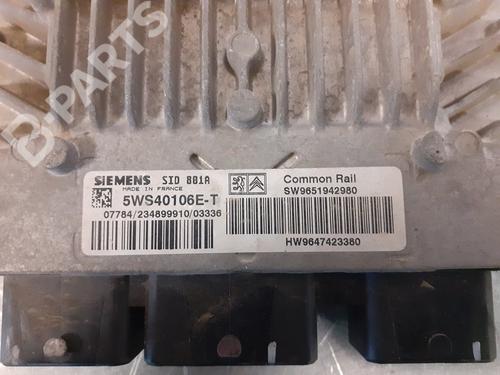 B-PARTS
SIEMENS SID 801A
MADE IN FRANCE
5WS40106E-T
07784/234899910/03336
Common Rail
SW9651942980
HW9647423380